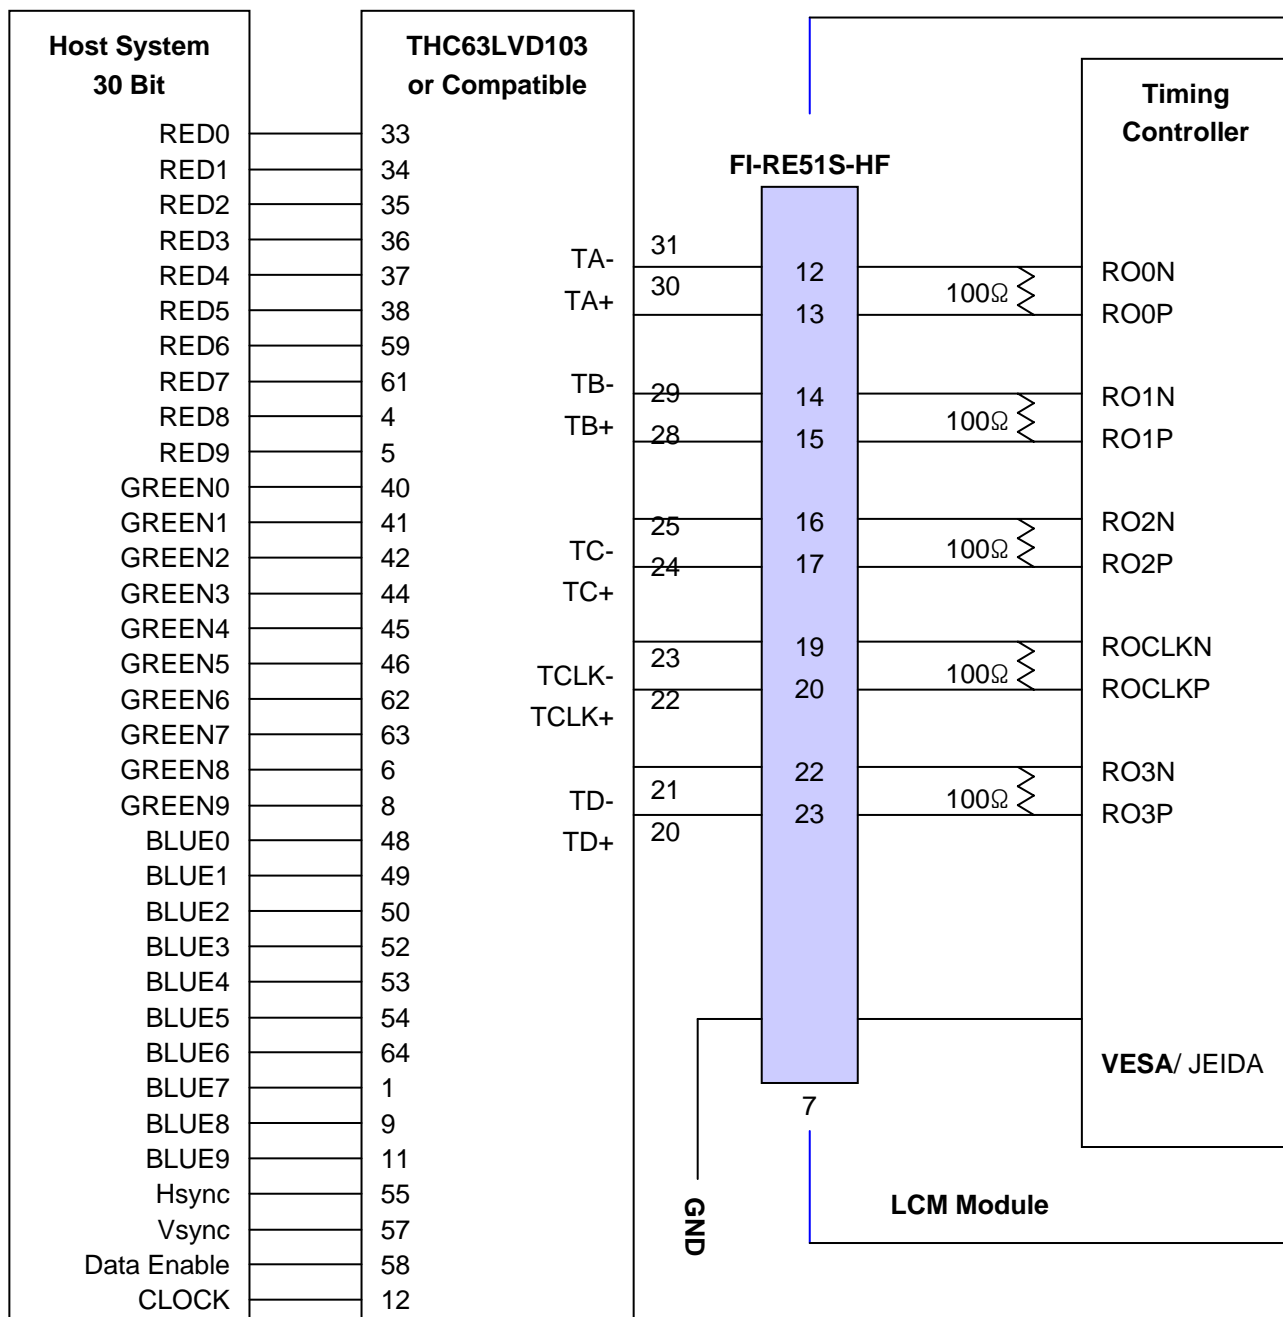 Host System
30 Bit
RED0
RED1
RED2
RED3
RED4
RED5
RED6
RED7
RED8
RED9
GREEN0
GREEN1
GREEN2
GREEN3
GREEN4
GREEN5
GREEN6
GREEN7
GREEN8
GREEN9
BLUE0
BLUE1
BLUE2
BLUE3
BLUE4
BLUE5
BLUE6
BLUE7
BLUE8
BLUE9
Hsync
Vsync
Data Enable
CLOCK
THC63LVD103
or Compatible
33
34
35
36
37
38
59
61
4
5
40
41
42
44
45
46
62
63
6
8
48
49
50
52
53
54
64
1
9
11
55
57
58
12
TA-
TA+
TB-
TB+
TC-
TC+
TCLK-
TCLK+
TD-
TD+
31
30
29
28
25
24
23
22
21
20
FI-RE51S-HF
12
13
14
15
16
17
19
20
22
23
7
GND
100Ω
100Ω
100Ω
100Ω
100Ω
Timing
Controller
RO0N
RO0P
RO1N
RO1P
RO2N
RO2P
ROCLKN
ROCLKP
RO3N
RO3P
VESA/ JEIDA
LCM Module